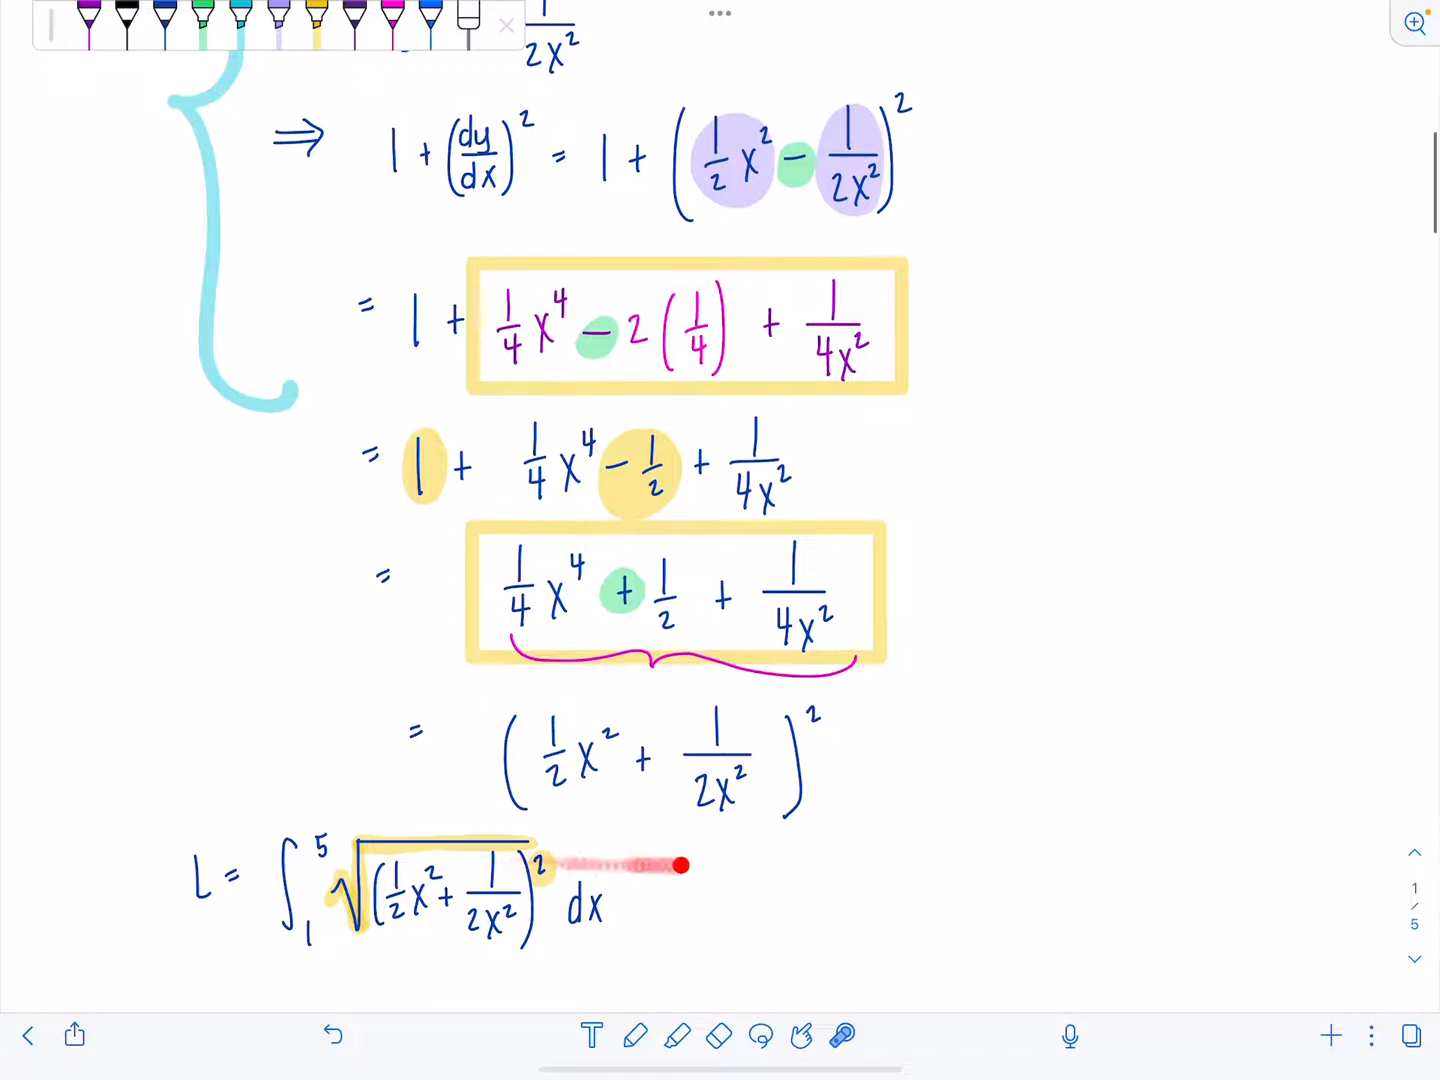 1/2x²
⇒ 1 + (dy/dx)² = 1 + (1/2 x² - 1/2x²)²
= 1 + 1/4 x⁴ - 2(1/4) + 1/4x²
= 1 + 1/4 x⁴ - 1/2 + 1/4x²
= 1/4 x⁴ + 1/2 + 1/4x²
= (1/2 x² + 1/2x²)²
L = ∫₁⁵ √(1/2 x² + 1/2x²)² dx
1
/
5
T